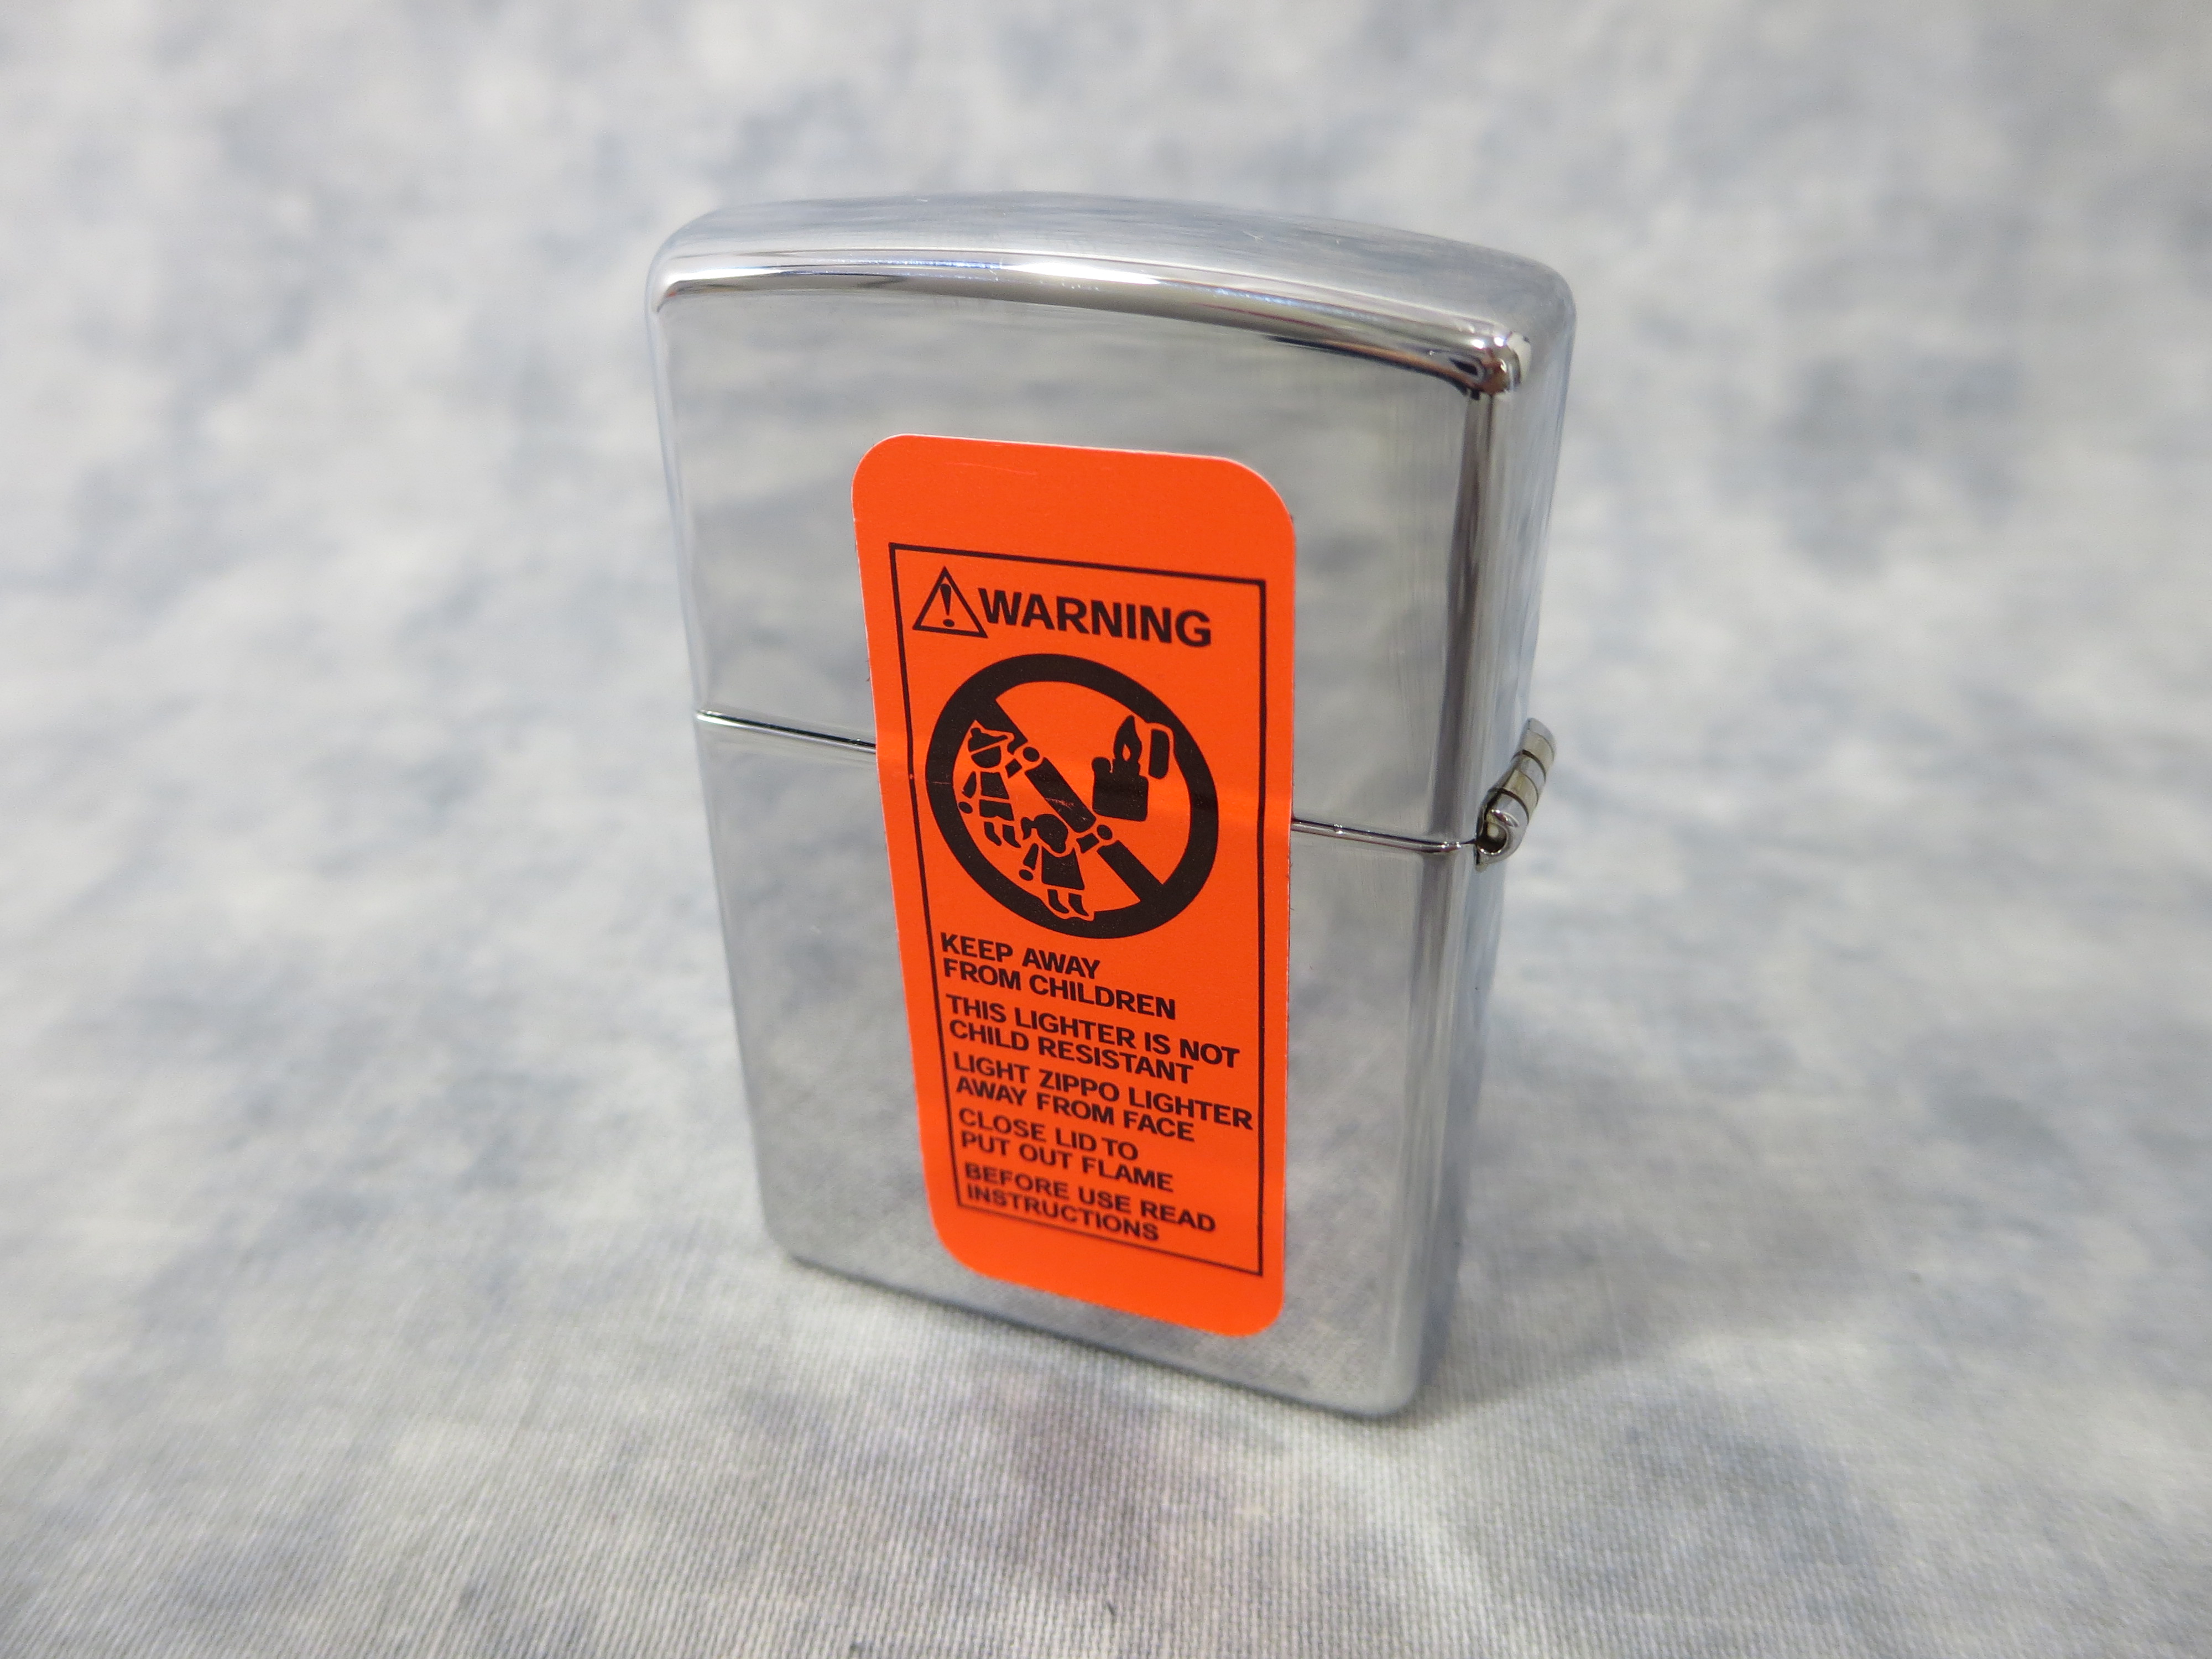 WARNING
KEEP AWAY
FROM CHILDREN
THIS LIGHTER IS NOT
CHILD RESISTANT
LIGHT ZIPPO LIGHTER
AWAY FROM FACE
CLOSE LID TO
PUT OUT FLAME
BEFORE USE READ
INSTRUCTIONS